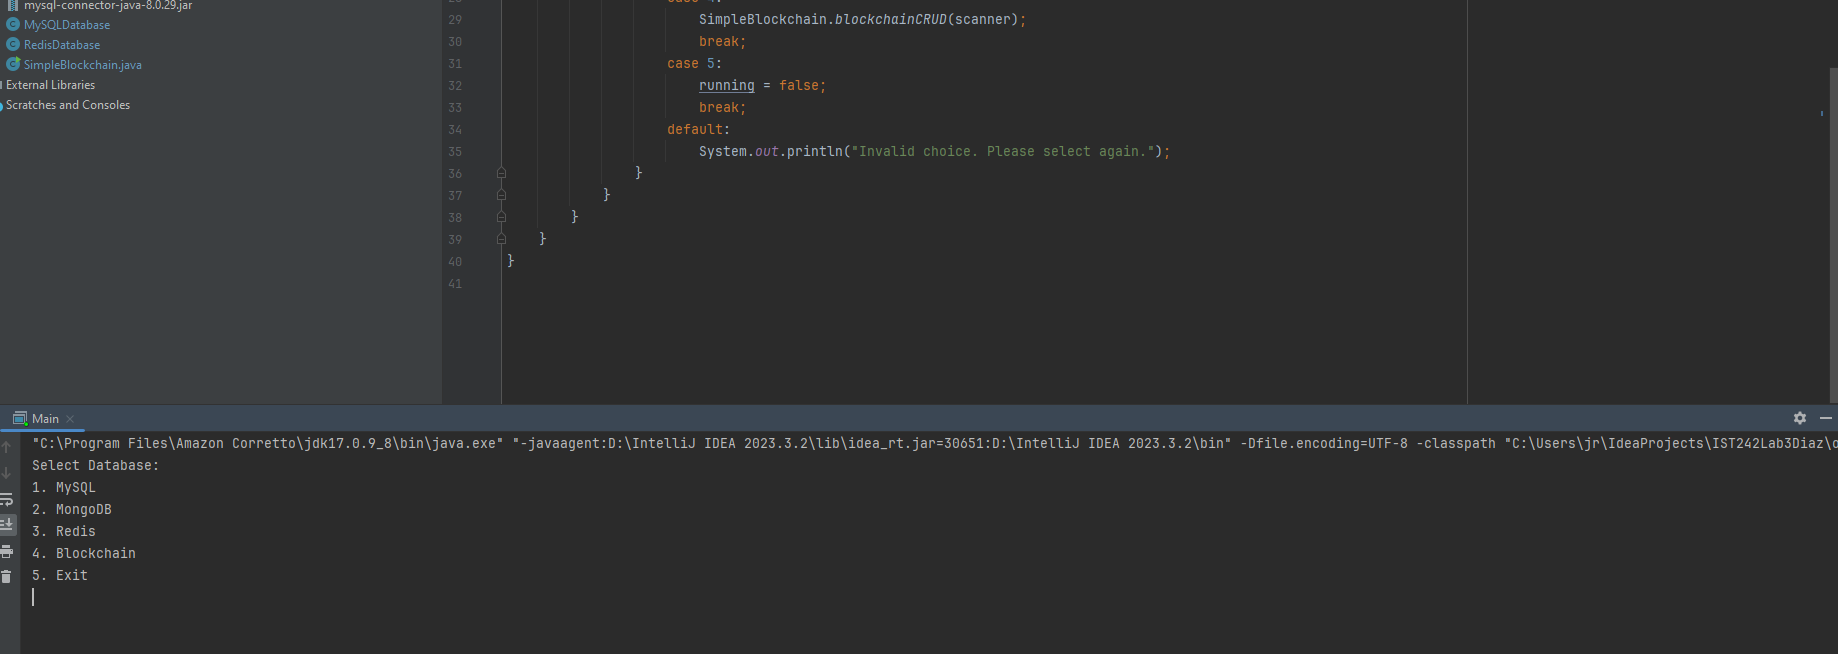 mysql-connector-java-8.0.29.jar
MySQLDatabase
RedisDatabase
SimpleBlockchain.java
External Libraries
Scratches and Consoles
29 SimpleBlockchain.blockchainCRUD(scanner);
30 break;
31 case 5:
32 running = false;
33 break;
34 default:
35 System.out.println("Invalid choice. Please select again.");
36 }
37 }
38 }
39 }
40 }
41
Main
"C:\Program Files\Amazon Corretto\jdk17.0.9_8\bin\java.exe" "-javaagent:D:\IntelliJ IDEA 2023.3.2\lib\idea_rt.jar=30651:D:\IntelliJ IDEA 2023.3.2\bin" -Dfile.encoding=UTF-8 -classpath "C:\Users\jr\IdeaProjects\IST242Lab3Diaz\
Select Database:
1. MySQL
2. MongoDB
3. Redis
4. Blockchain
5. Exit